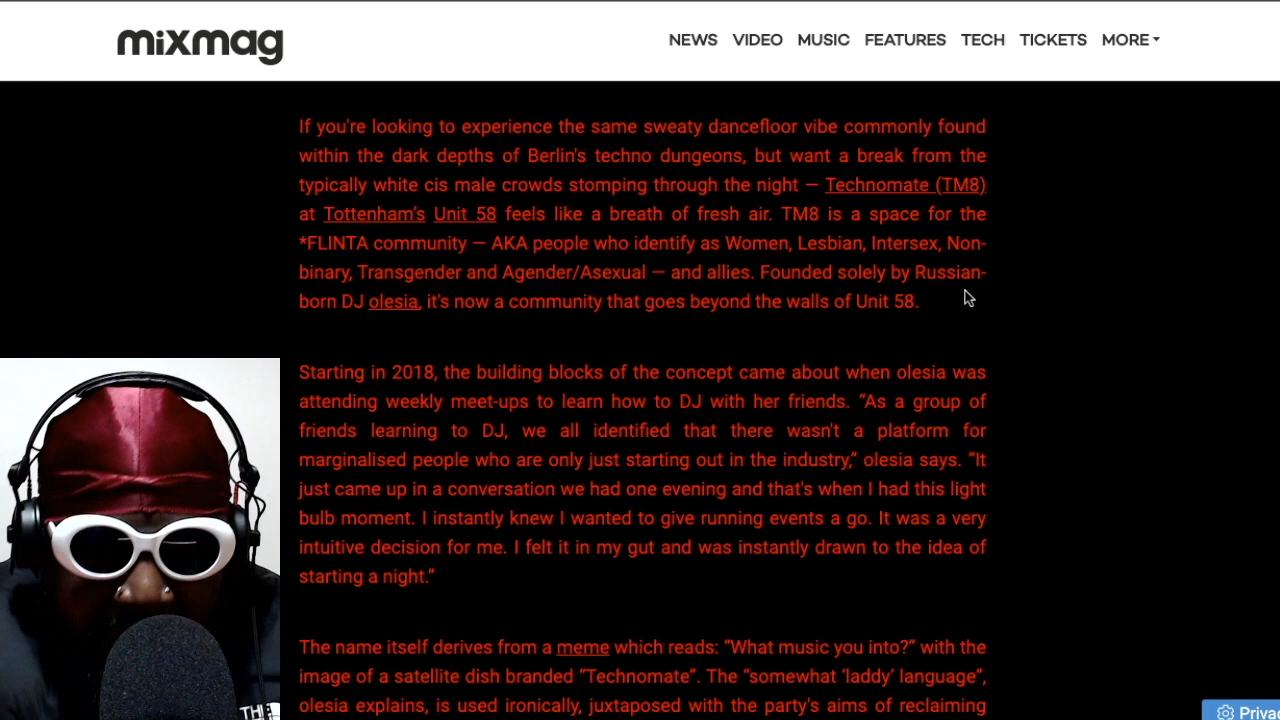 mixmag
NEWS VIDEO MUSIC FEATURES TECH TICKETS MORE
If you're looking to experience the same sweaty dancefloor vibe commonly found
within the dark depths of Berlin's techno dungeons, but want a break from the
typically white cis male crowds stomping through the night — Technomate (TM8)
at Tottenham’s Unit 58 feels like a breath of fresh air. TM8 is a space for the
*FLINTA community — AKA people who identify as Women, Lesbian, Intersex, Non-
binary, Transgender and Agender/Asexual — and allies. Founded solely by Russian-
born DJ olesia, it's now a community that goes beyond the walls of Unit 58.
Starting in 2018, the building blocks of the concept came about when olesia was
attending weekly meet-ups to learn how to DJ with her friends. “As a group of
friends learning to DJ, we all identified that there wasn't a platform for
marginalised people who are only just starting out in the industry,” olesia says. “It
just came up in a conversation we had one evening and that's when I had this light
bulb moment. I instantly knew I wanted to give running events a go. It was a very
intuitive decision for me. I felt it in my gut and was instantly drawn to the idea of
starting a night.”
The name itself derives from a meme which reads: “What music you into?” with the
image of a satellite dish branded “Technomate”. The “somewhat ‘laddy’ language”,
olesia explains, is used ironically, juxtaposed with the party's aims of reclaiming